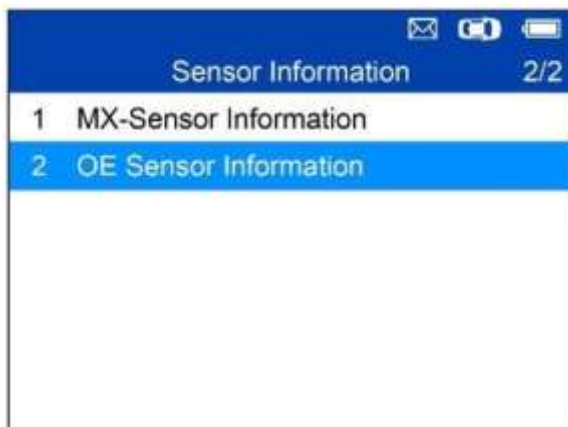 Sensor Information 2/2
1 MX-Sensor Information
2 OE Sensor Information